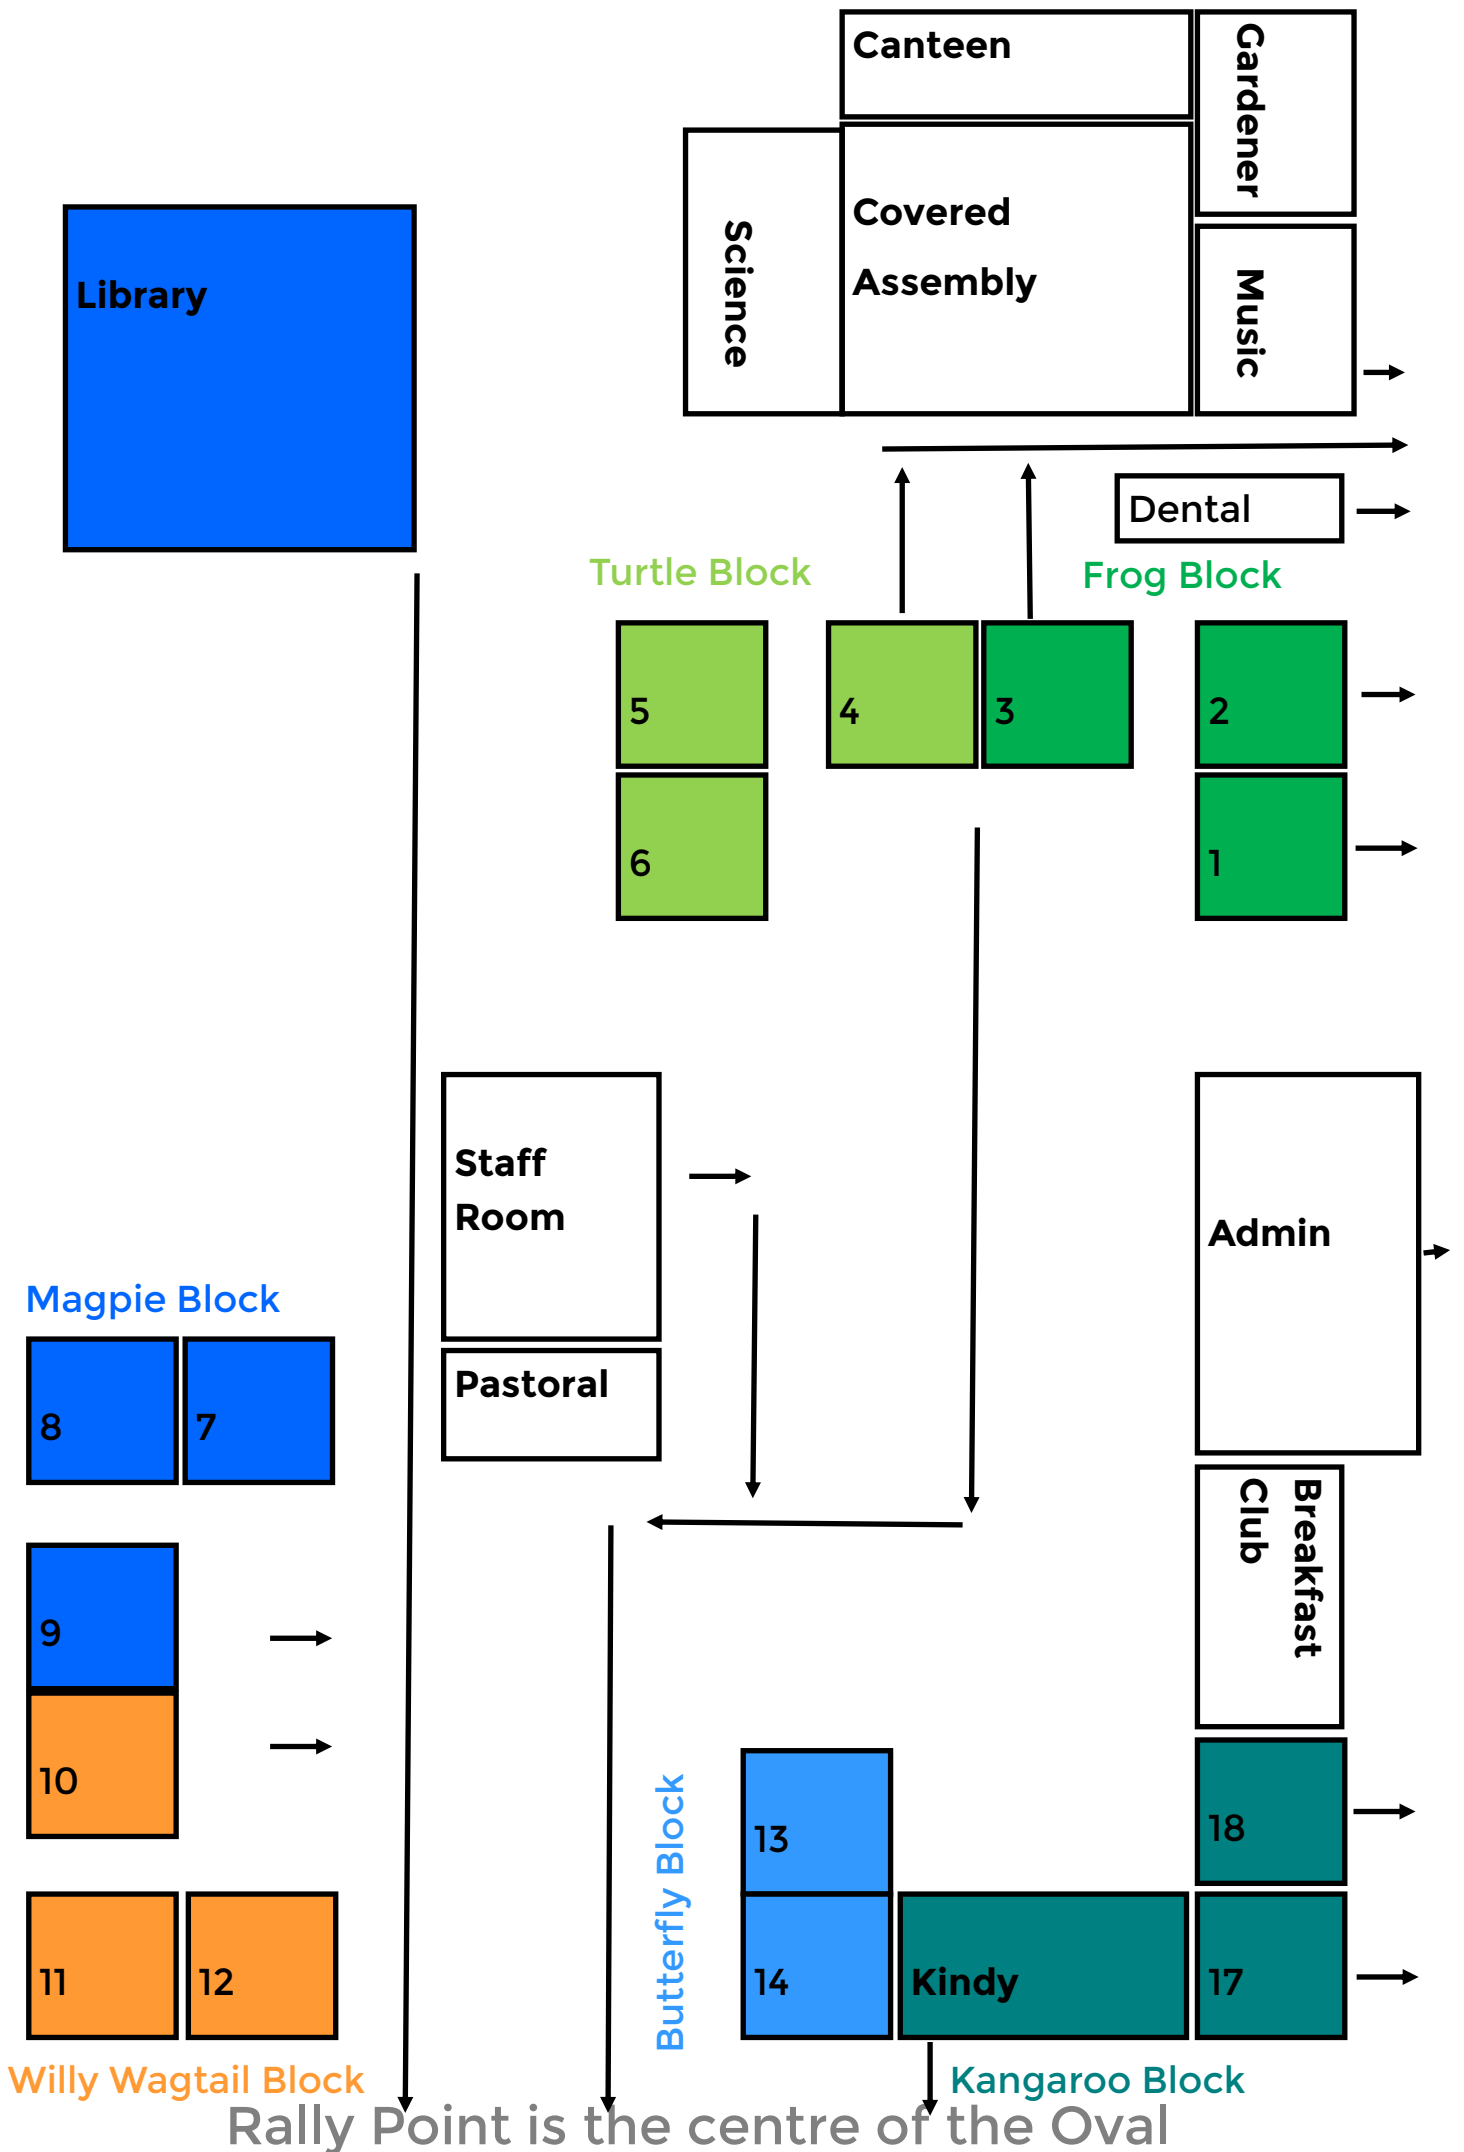 Canteen
Gardener
Science
Covered
Assembly
Music
Library
Dental
Turtle Block
Frog Block
5
4
3
2
6
1
Staff
Room
Admin
Magpie Block
Pastoral
8
7
Breakfast
Club
9
10
Butterfly Block
13
18
11
12
14
Kindy
17
Willy Wagtail Block
Kangaroo Block
Rally Point is the centre of the Oval